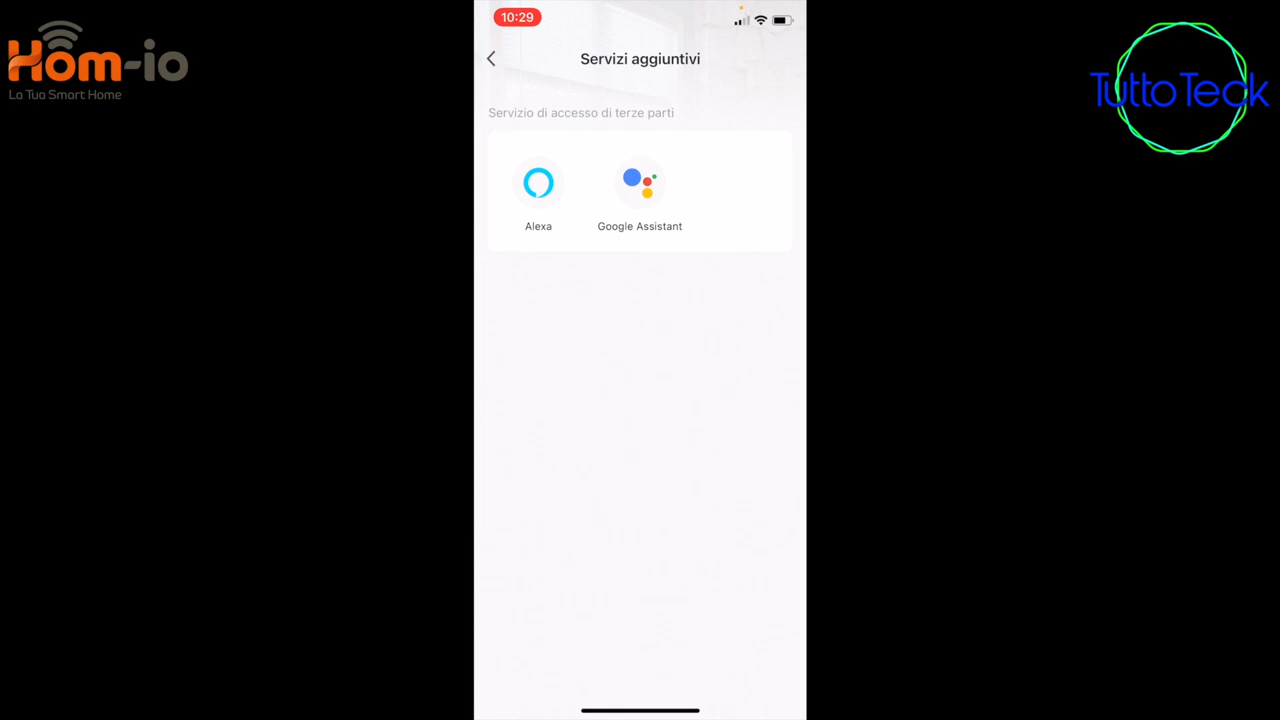 10:29
Hom-io
La Tua Smart Home
TuttoTeck
Servizi aggiuntivi
Servizio di accesso di terze parti
Alexa
Google Assistant